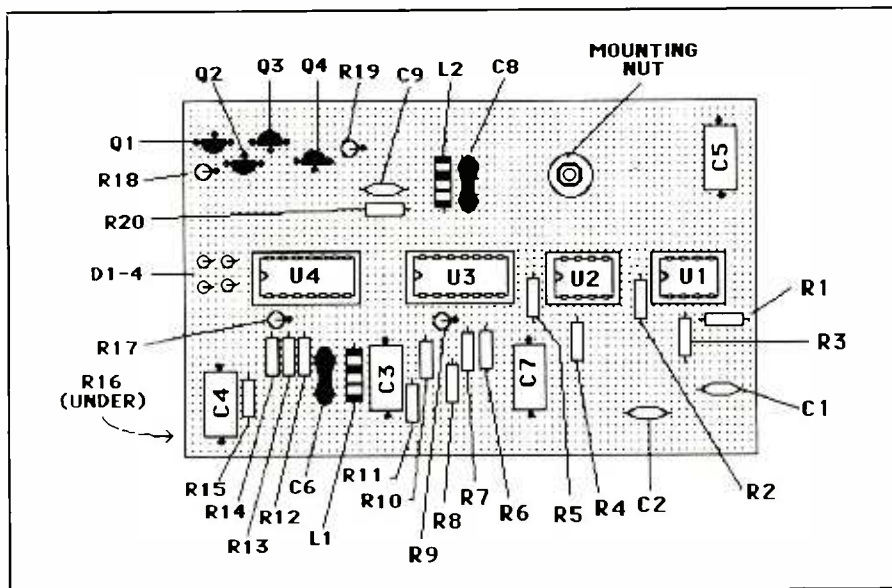 MOUNTING
NUT
Q2
Q3
Q4
R19
C9
L2
C8
Q1
R18
R20
C5
D1-4
U4
U3
U2
U1
R1
R3
R17
R16
(UNDER)
C4
C3
C7
C1
R15
R14
R13
R12
C6
L1
R11
R10
R9
R8
R7
R6
R5
R4
C2
R2